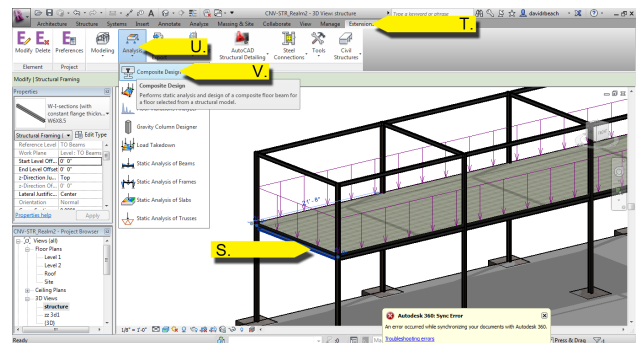 CNV-STR_Realm2 - 3D View: structure
Type a keyword or phrase
davidrbeach
Architecture Structure Systems Insert Annotate Analyze Massing & Site Collaborate View Manage Extension
T.
U.
Modify Delete Preferences Modeling Analysis
AutoCAD Structural Detailing
Steel Connections
Tools
Civil Structures
Element Project
V.
Composite Design
Modify | Structural Framing
Composite Design
Performs static analysis and design of a composite floor beam for a floor selected from a structural model.
Properties
W-I-sections (with constant flange thickn...
W6X8.5
Structural Framing ( Edit Type
Reference Level TO Beams
Work Plane Level : TO Beams
Start Level Off... 0' 0"
End Level Offset 0' 0"
z-Direction Ju... Top
z-Direction Of... 0' 0"
Lateral Justific... Center
Orientation Normal
Properties help Apply
Gravity Column Designer
Load Takedown
Static Analysis of Beams
Static Analysis of Frames
Static Analysis of Slabs
Static Analysis of Trusses
S.
CNV-STR_Realm2 - Project Browser
Views (all)
Floor Plans
Level 1
Level 2
Roof
Site
Ceiling Plans
3D Views
structure
zz 3d1
{3D}
1/8" = 1'-0"
Autodesk 360: Sync Error
An error occurred while synchronizing your documents with Autodesk 360.
Troubleshooting errors
Ready
:0
Press & Drag